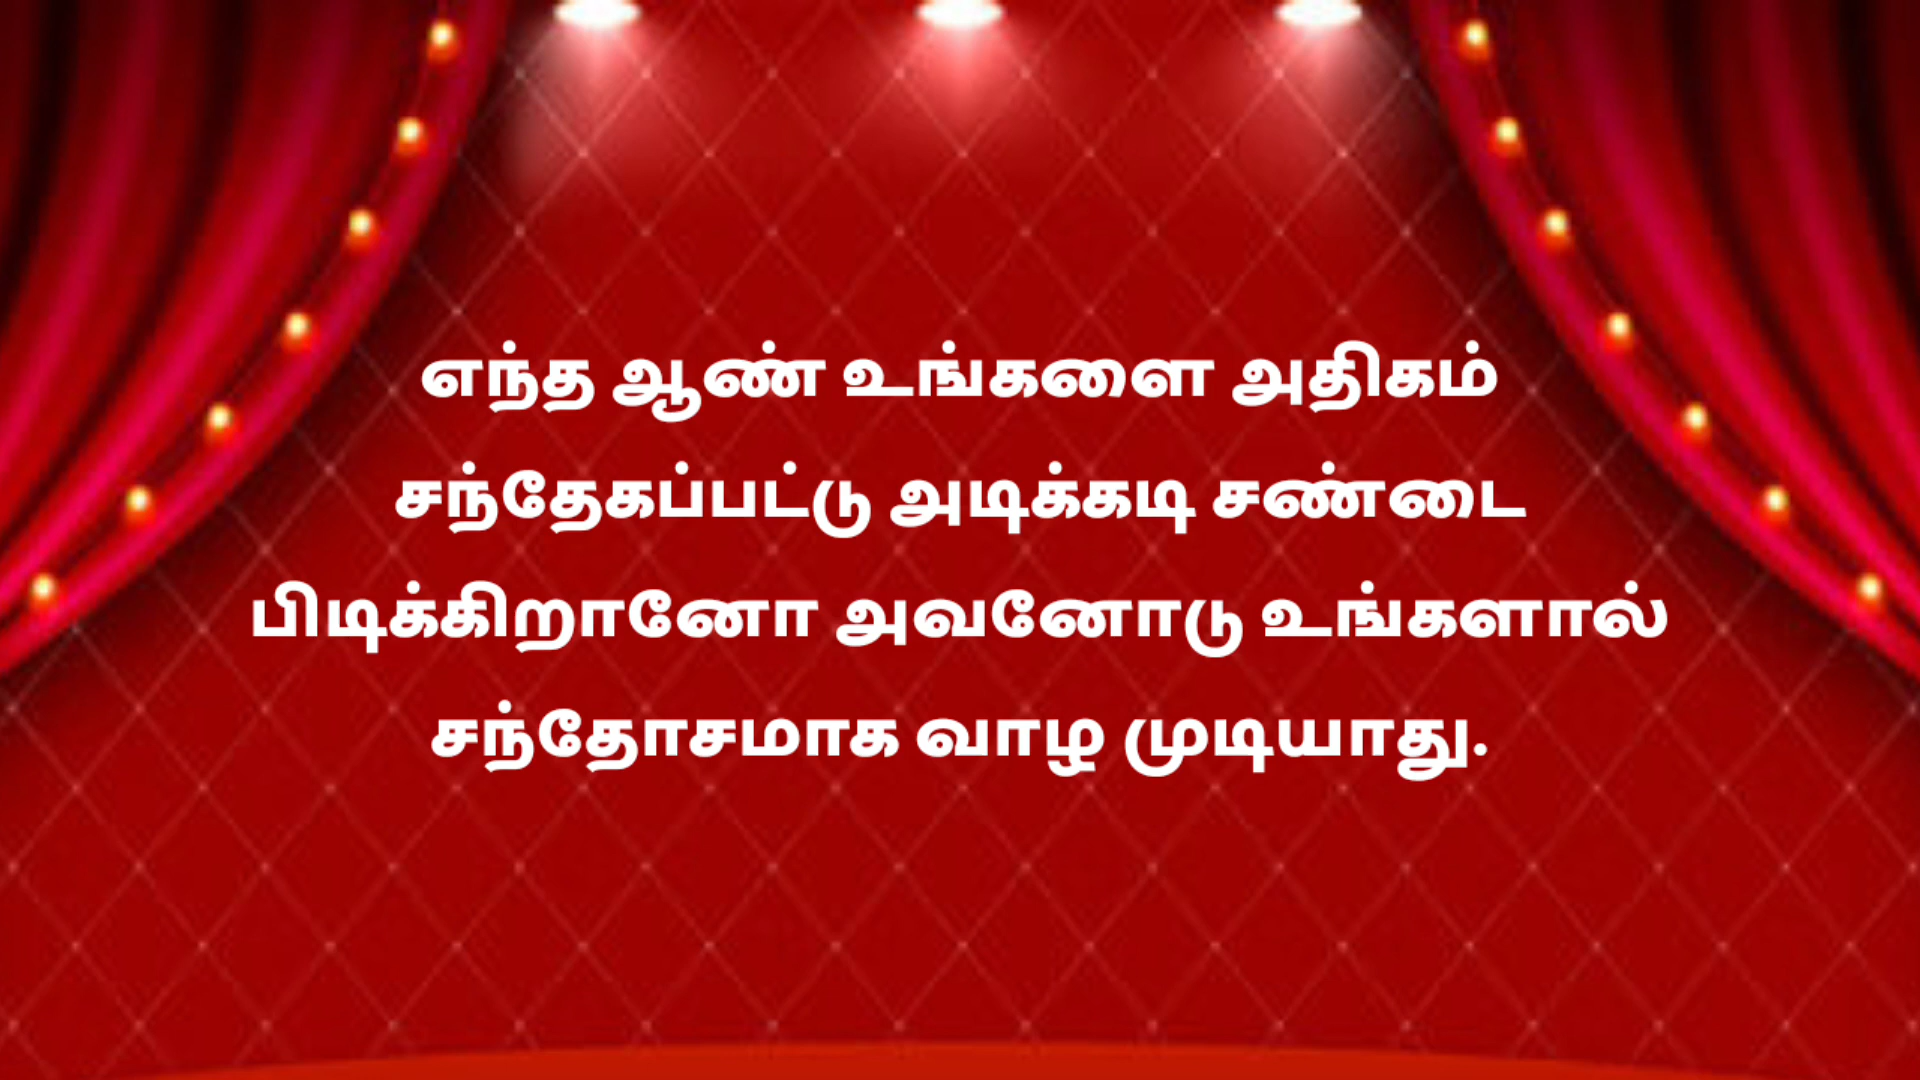 எந்த ஆண் உங்களை அதிகம்
சந்தேகப்பட்டு அடிக்கடி சண்டை
பிடிக்கிறானோ அவனோடு உங்களால்
சந்தோசமாக வாழ முடியாது.